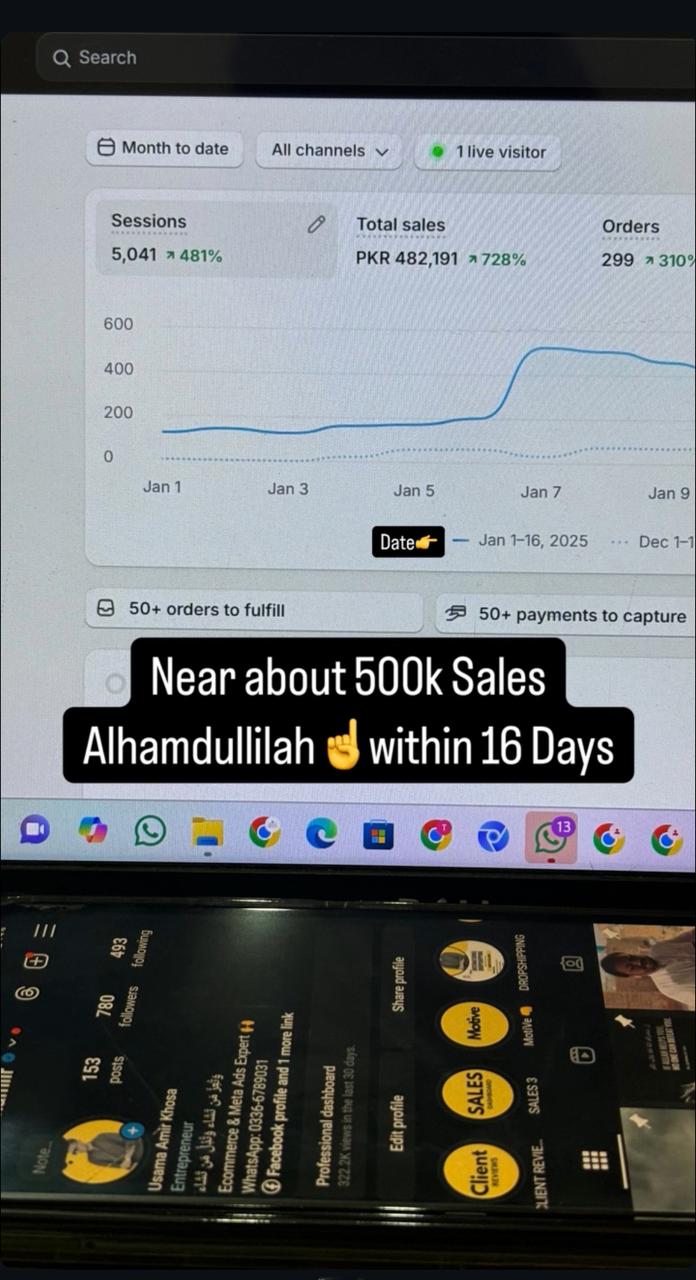 Search
Month to date
All channels
1 live visitor
Sessions
5,041 ↗ 481%
Total sales
PKR 482,191 ↗ 728%
Orders
299 ↗ 310%
600
400
200
0
Jan 1
Jan 3
Jan 5
Jan 7
Jan 9
Date👉
Jan 1–16, 2025
Dec 1–1
50+ orders to fulfill
50+ payments to capture
Near about 500k Sales
Alhamdullilah ☝️within 16 Days
13
Note...
153
posts
780
followers
493
following
Usama Amir Khosa
Entrepreneur
Ecommerce & Meta Ads Expert
WhatsApp: 0336-6789031
Facebook profile and 1 more link
Professional dashboard
322.2K views in the last 30 days.
Edit profile
Share profile
Client
REVIEWS
SALES
DASHBOARD
Motive
CLIENT REVIE...
SALES 3
Motive
DROPSHIPPING